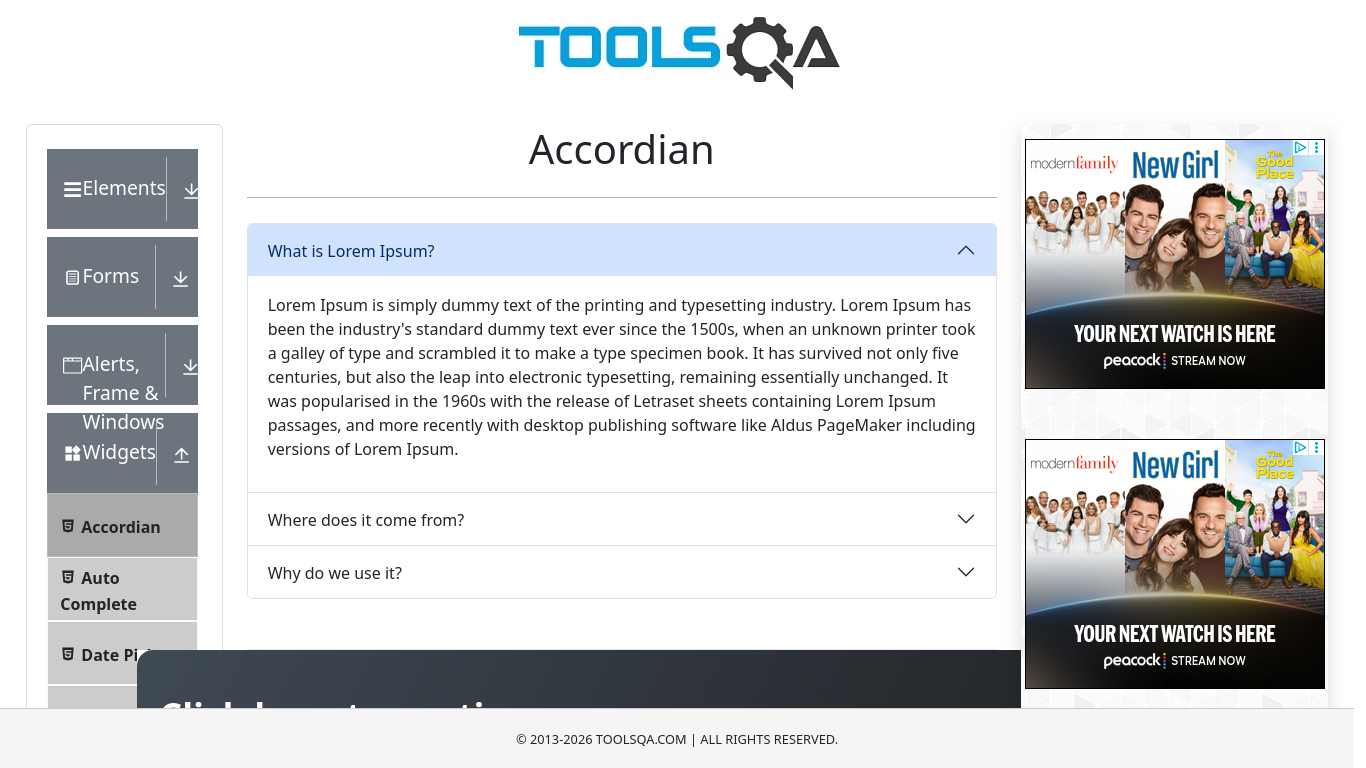 TOOLSQA
Accordian
Elements
Forms
Alerts,
Frame &
Windows
Widgets
Accordian
Auto
Complete
What is Lorem Ipsum?
Lorem Ipsum is simply dummy text of the printing and typesetting industry. Lorem Ipsum has
been the industry's standard dummy text ever since the 1500s, when an unknown printer took
a galley of type and scrambled it to make a type specimen book. It has survived not only five
centuries, but also the leap into electronic typesetting, remaining essentially unchanged. It
was popularised in the 1960s with the release of Letraset sheets containing Lorem Ipsum
passages, and more recently with desktop publishing software like Aldus PageMaker including
versions of Lorem Ipsum.
Where does it come from?
Why do we use it?
Date
modernfamily
New Girl
The
Good
Place
YOUR NEXT WATCH IS HERE
peacock STREAM NOW
modernfamily
New Girl
The
Good
Place
YOUR NEXT WATCH IS HERE
peacock STREAM NOW
© 2013-2026 TOOLSQA.COM | ALL RIGHTS RESERVED.